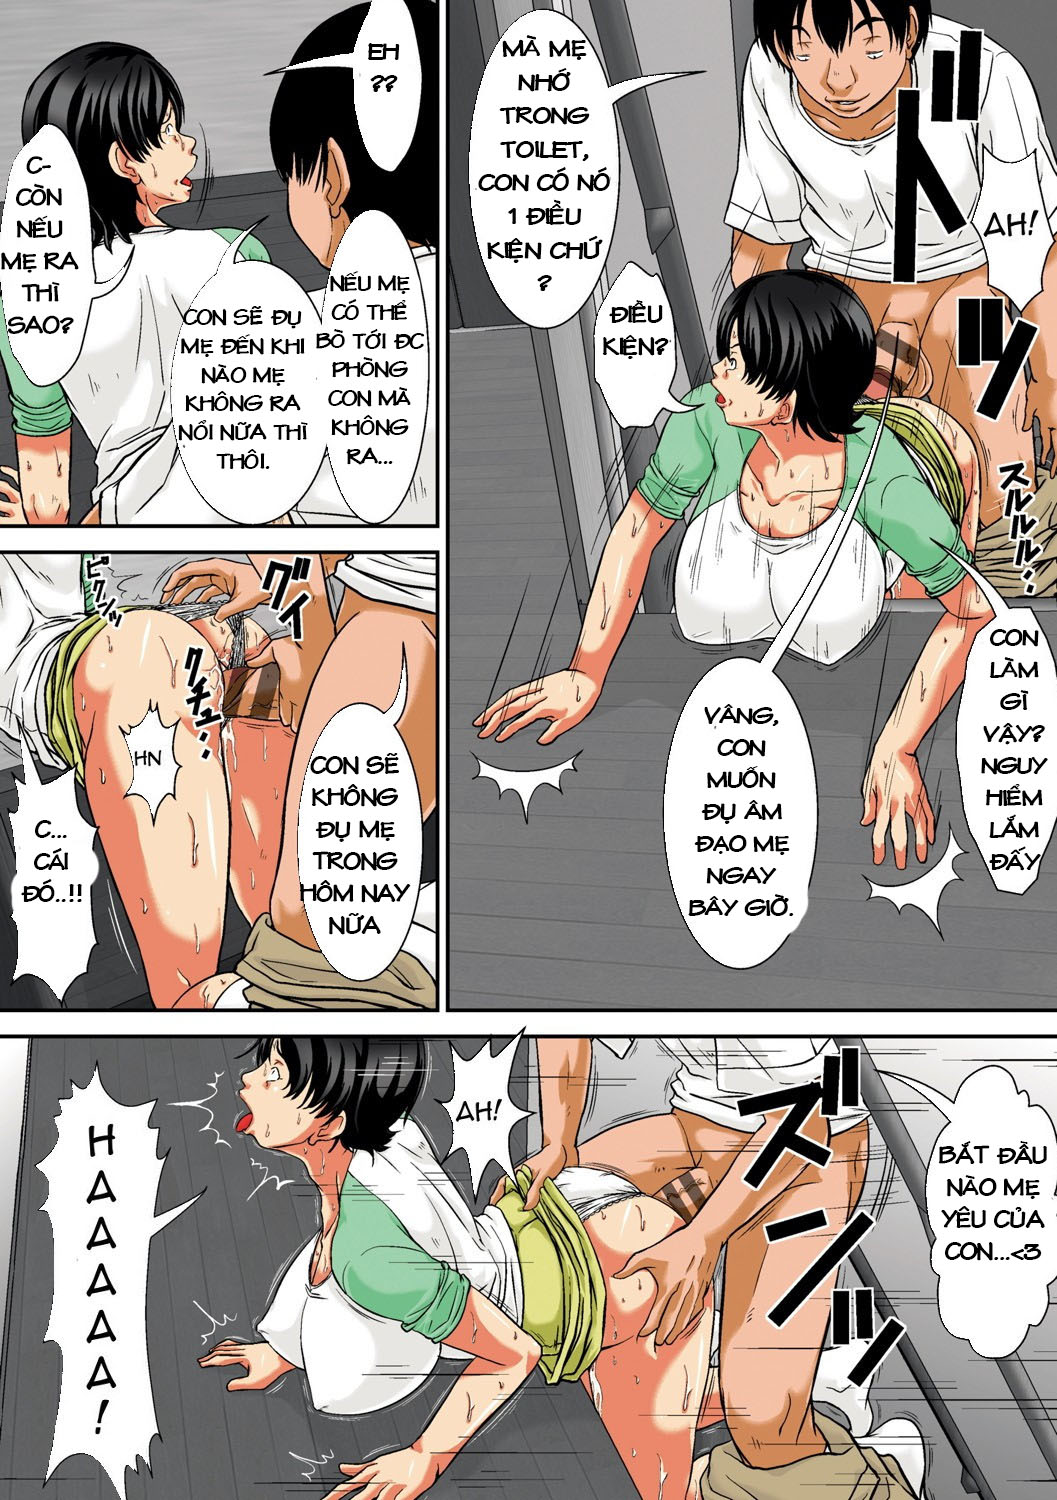 MÀ MẸ
NHỚ
TRONG
TOILET,
CON CÓ NÓ
1 ĐIỀU
KIỆN CHỨ
?
AH!
ĐIỀU
KIỆN?
スルルル…
CON
LÀM
GÌ
VẬY?
NGUY
HIỂM
LẮM
ĐẤY
VÂNG,
CON
MUỐN
ĐỤ ÂM
ĐẠO MẸ
NGAY
BÂY GIỜ.
EH
??
NẾU MẸ
CÓ THỂ
BÒ TỚI ĐC
PHÒNG
CON MÀ
KHÔNG
RA...
C-
CÒN
NẾU
MẸ RA
THÌ
SAO?
CON SẼ ĐỤ
MẸ ĐẾN KHI
NÀO MẸ
KHÔNG RA
NỔI NỮA THÌ
THÔI.
グイ
ピクンッ
クチュ…
CON SẼ
KHÔNG
ĐỤ MẸ
TRONG
HÔM NAY
NỮA
HN
C...
CÁI
ĐÓ..!!
BẮT ĐẦU
NÀO MẸ
YÊU CỦA
CON...<3
ズンッ
AH!
HAAAAAA!